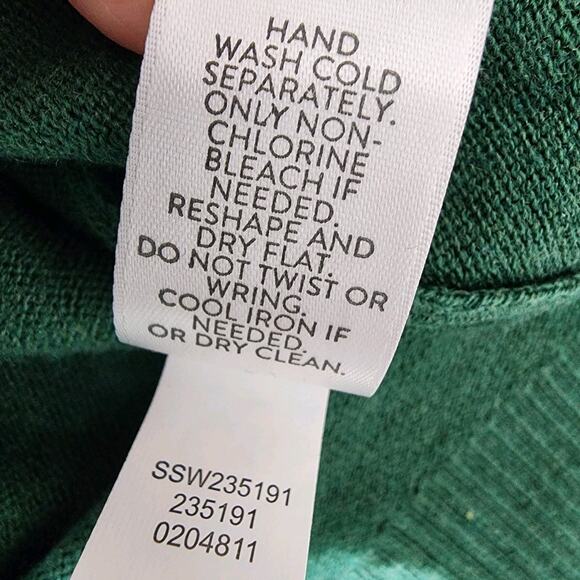 HAND
WASH COLD
SEPARATELY.
ONLY NON-
CHLORINE
BLEACH IF
NEEDED.
RESHAPE AND
DRY FLAT.
DO NOT TWIST OR
WRING.
COOL IRON IF
NEEDED.
OR DRY CLEAN.
SSW235191
235191
0204811